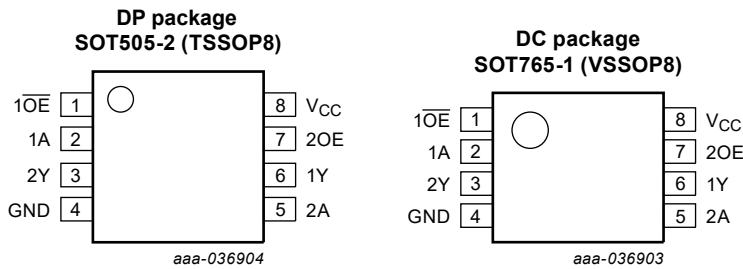 DP package
SOT505-2 (TSSOP8)
1O̅E̅ 1
8 VCC
1A 2
7 2OE
2Y 3
6 1Y
GND 4
5 2A
aaa-036904
DC package
SOT765-1 (VSSOP8)
1O̅E̅ 1
8 VCC
1A 2
7 2OE
2Y 3
6 1Y
GND 4
5 2A
aaa-036903